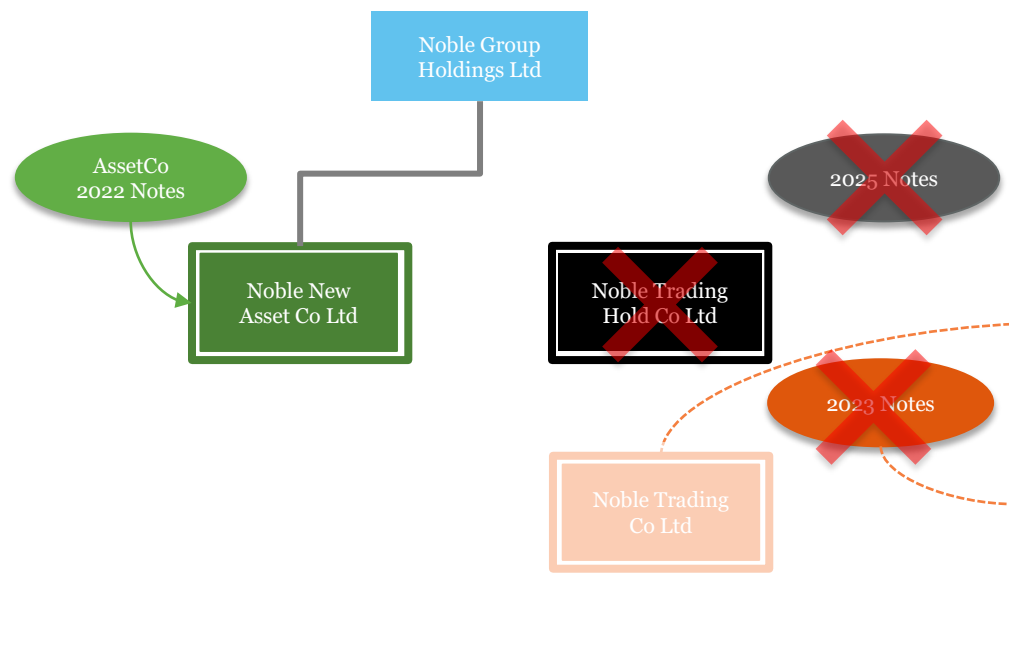 Noble Group
Holdings Ltd
AssetCo
2022 Notes
2025 Notes
Noble New
Asset Co Ltd
Noble Trading
Hold Co Ltd
2023 Notes
Noble Trading
Co Ltd